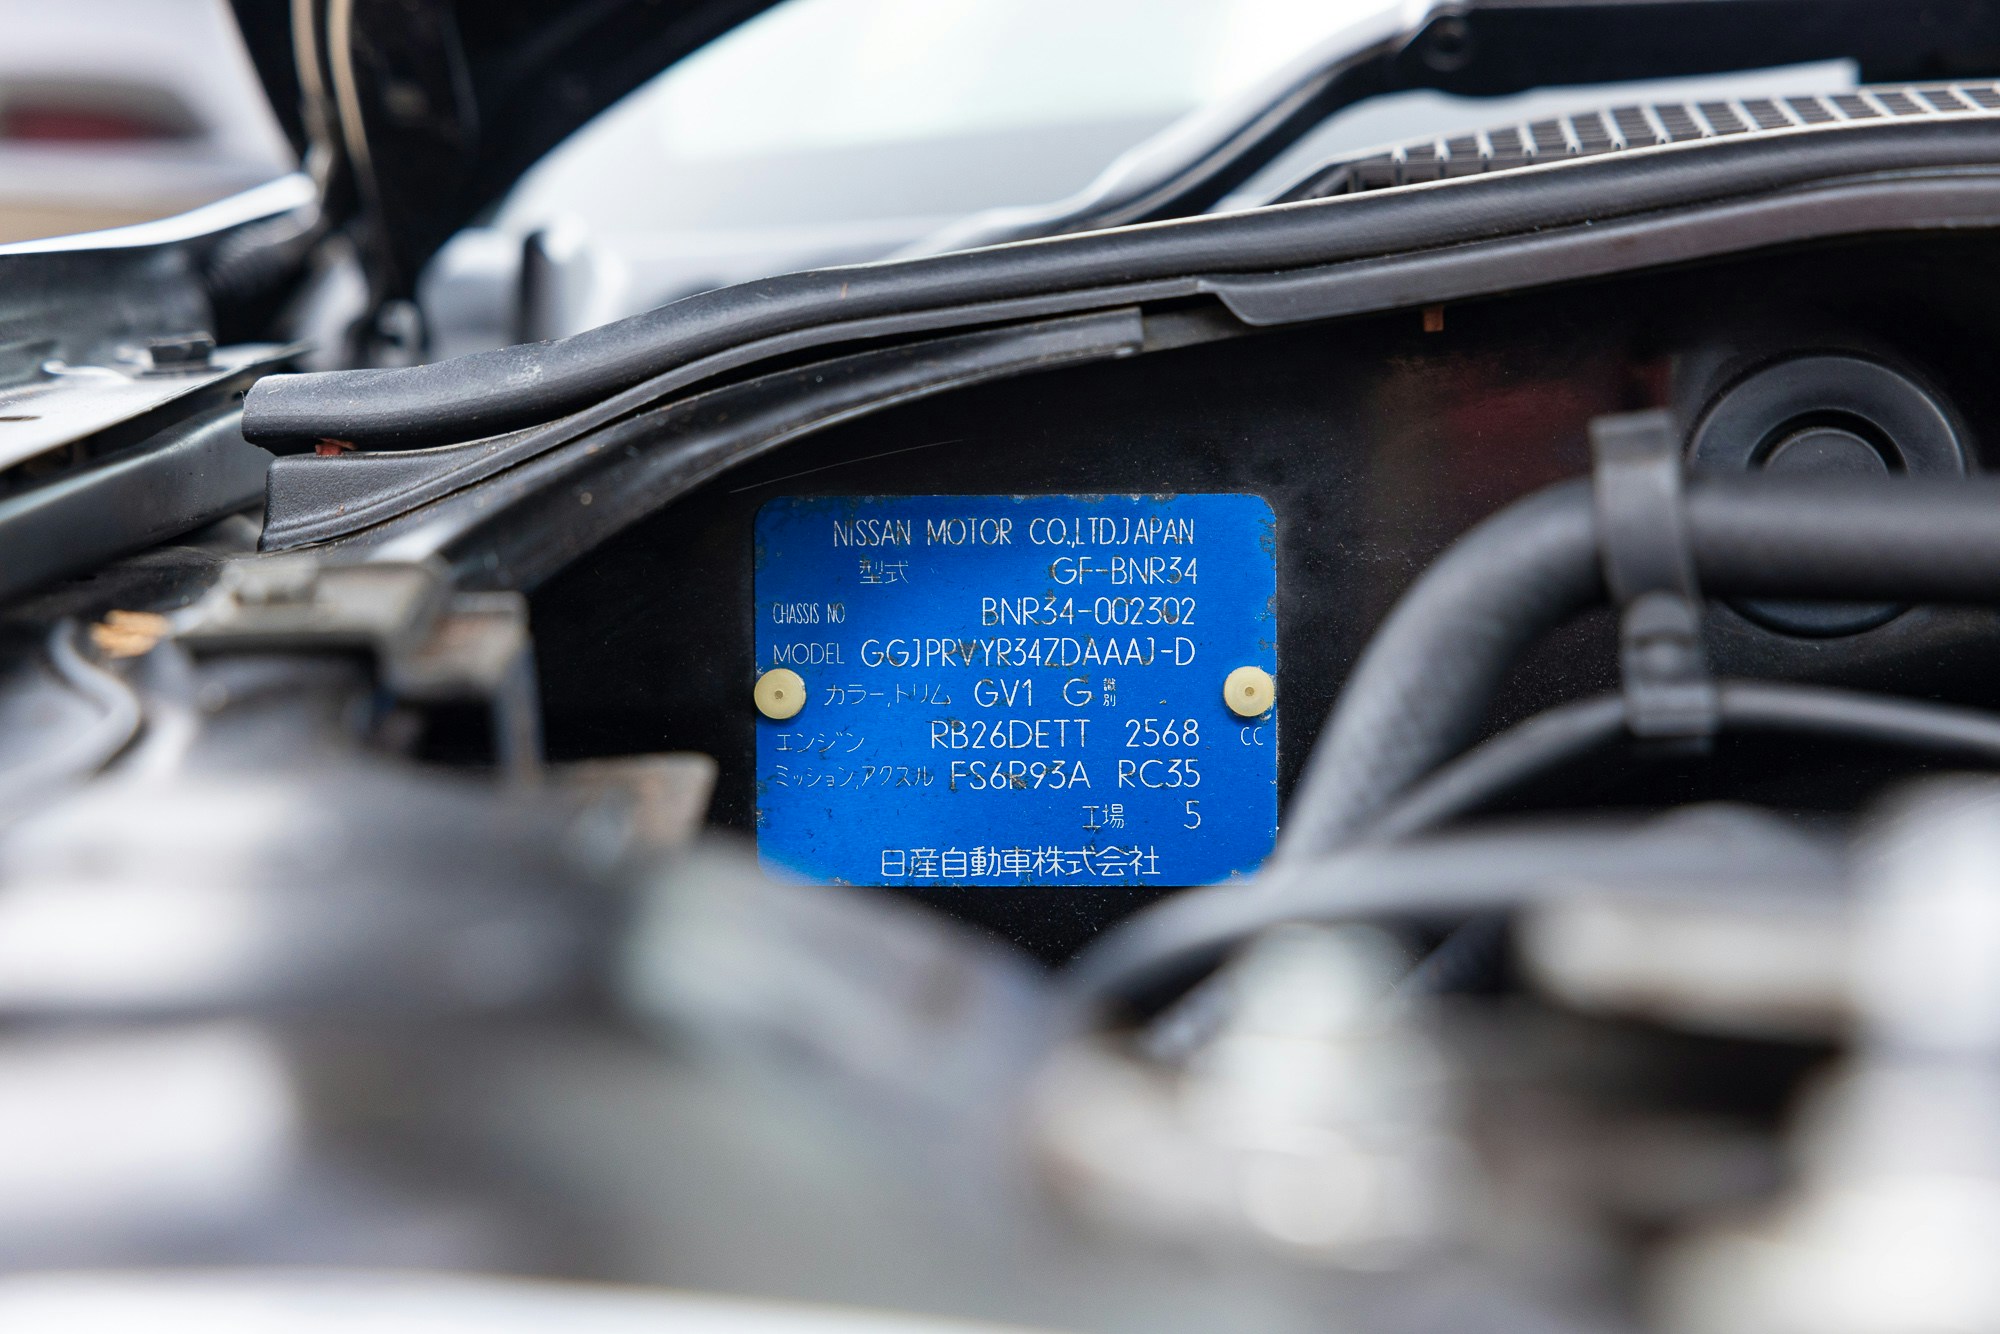 NISSAN MOTOR CO.,LTD.JAPAN
型式 GF-BNR34
CHASSIS NO BNR34-002302
MODEL GGJPRVYR34ZDAAAJ-D
カラー,トリム GV1 G 識別
エンジン RB26DETT 2568 CC
ミッション,アクスル FS6R93A RC35
工場 5
日産自動車株式会社